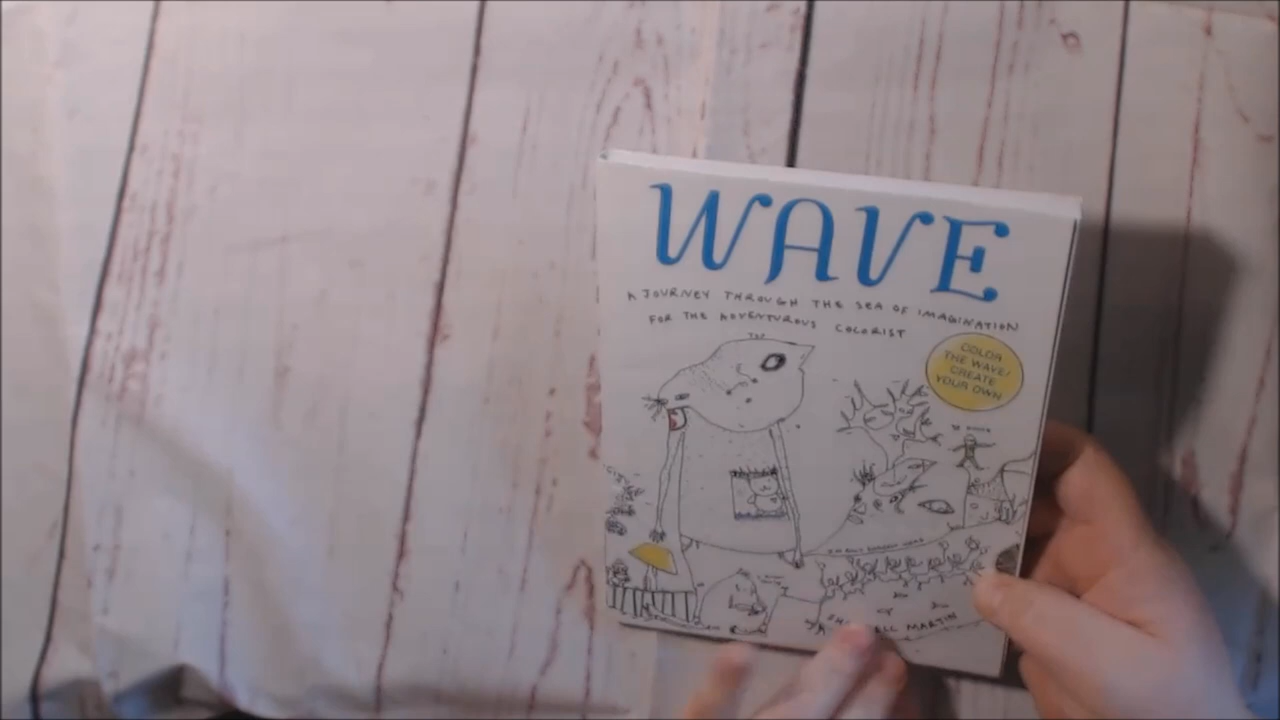 WAVE
A JOURNEY THROUGH THE SEA OF IMAGINATION
FOR THE ADVENTUROUS COLORIST
COLOR
THE WAVE/
CREATE
YOUR OWN
MARTIN